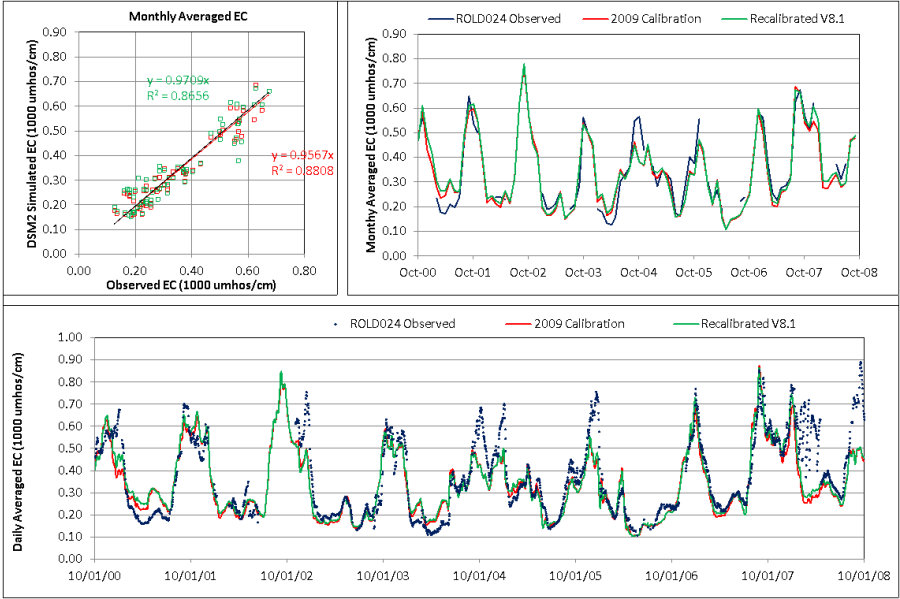 Monthly Averaged EC
DSM2 Simulated EC (1000 umhos/cm)
0.90
0.80
0.70
0.60
0.50
0.40
0.30
0.20
0.10
0.00
y = 0.9709x
R² = 0.8656
y = 0.9567x
R² = 0.8808
0.00 0.20 0.40 0.60 0.80
Observed EC (1000 umhos/cm)
ROLD024 Observed 2009 Calibration Recalibrated V8.1
Monthy Averaged EC (1000 umhos/cm)
0.90
0.80
0.70
0.60
0.50
0.40
0.30
0.20
0.10
0.00
Oct-00 Oct-01 Oct-02 Oct-03 Oct-04 Oct-05 Oct-06 Oct-07 Oct-08
ROLD024 Observed 2009 Calibration Recalibrated V8.1
Daily Averaged EC (1000 umhos/cm)
1.00
0.90
0.80
0.70
0.60
0.50
0.40
0.30
0.20
0.10
0.00
10/01/00 10/01/01 10/01/02 10/01/03 10/01/04 10/01/05 10/01/06 10/01/07 10/01/08